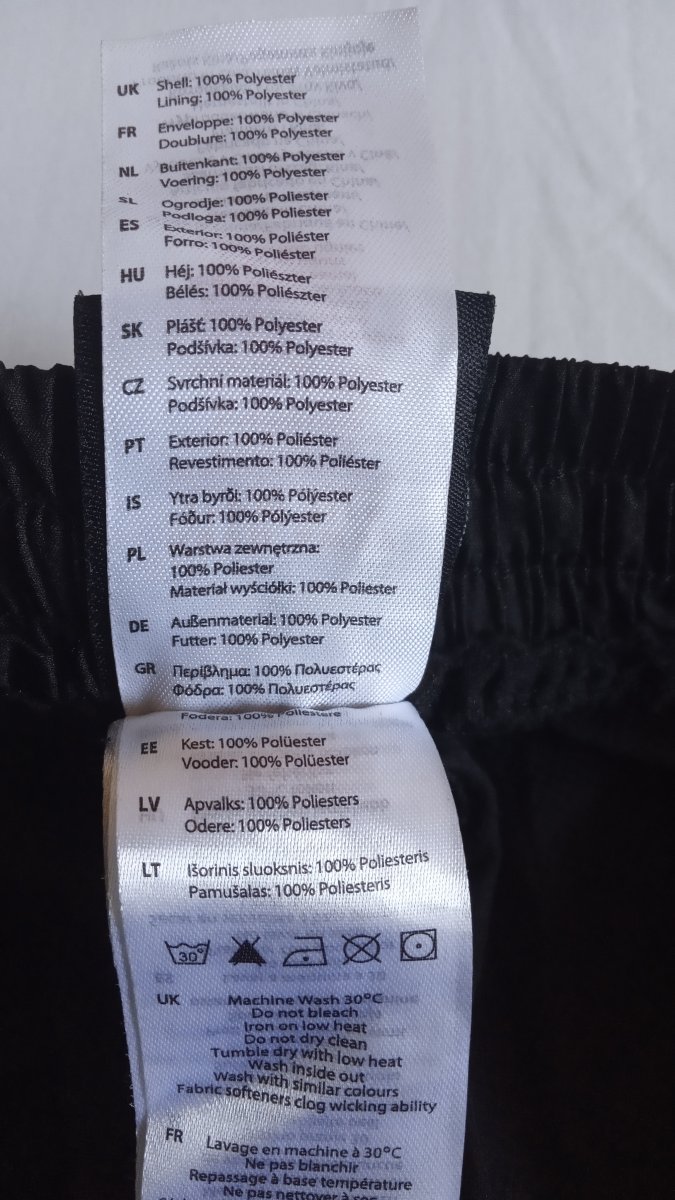 UK Shell: 100% Polyester
Lining: 100% Polyester
FR Enveloppe: 100% Polyester
Doublure: 100% Polyester
NL Buitenkant: 100% Polyester
Voering: 100% Polyester
SL Ogrodje: 100% Poliester
Podloga: 100% Poliester
ES Exterior: 100% Poliéster
Forro: 100% Poliéster
HU Héj: 100% Poliészter
Bélés: 100% Poliészter
SK Plášť: 100% Polyester
Podšívka: 100% Polyester
CZ Svrchní materiál: 100% Polyester
Podšívka: 100% Polyester
PT Exterior: 100% Poliéster
Revestimento: 100% Poliéster
IS Ytra byrði: 100% Pólýester
Fóður: 100% Pólýester
PL Warstwa zewnętrzna:
100% Poliester
Materiał wyściółki: 100% Poliester
DE Außenmaterial: 100% Polyester
Futter: 100% Polyester
GR Περίβλημα: 100% Πολυεστέρας
Φόδρα: 100% Πολυεστέρας
Fodera: 100% Poliestere
EE Kest: 100% Polüester
Vooder: 100% Polüester
LV Apvalks: 100% Poliesters
Odere: 100% Poliesters
LT Išorinis sluoksnis: 100% Poliesteris
Pamušalas: 100% Poliesteris
30°
UK Machine Wash 30°C
Do not bleach
Iron on low heat
Do not dry clean
Tumble dry with low heat
Wash inside out
Wash with similar colours
Fabric softeners clog wicking ability
FR Lavage en machine à 30°C
Ne pas blanchir
Repassage à base température
Ne pas nettoyer à